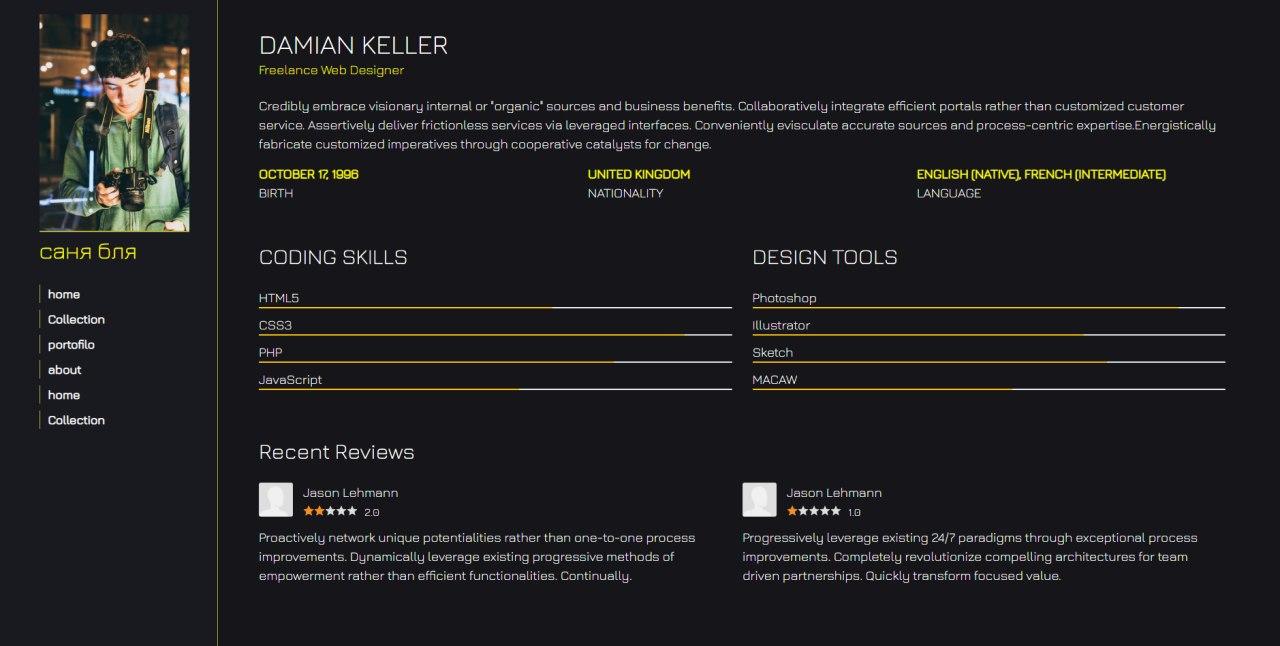 саня бля
home
Collection
portofilo
about
home
Collection
DAMIAN KELLER
Freelance Web Designer
Credibly embrace visionary internal or "organic" sources and business benefits. Collaboratively integrate efficient portals rather than customized customer
service. Assertively deliver frictionless services via leveraged interfaces. Conveniently evisculate accurate sources and process-centric expertise.Energistically
fabricate customized imperatives through cooperative catalysts for change.
OCTOBER 17, 1996
BIRTH
UNITED KINGDOM
NATIONALITY
ENGLISH (NATIVE), FRENCH (INTERMEDIATE)
LANGUAGE
CODING SKILLS
HTML5
CSS3
PHP
JavaScript
DESIGN TOOLS
Photoshop
Illustrator
Sketch
MACAW
Recent Reviews
Jason Lehmann
2.0
Proactively network unique potentialities rather than one-to-one process
improvements. Dynamically leverage existing progressive methods of
empowerment rather than efficient functionalities. Continually.
Jason Lehmann
1.0
Progressively leverage existing 24/7 paradigms through exceptional process
improvements. Completely revolutionize compelling architectures for team
driven partnerships. Quickly transform focused value.